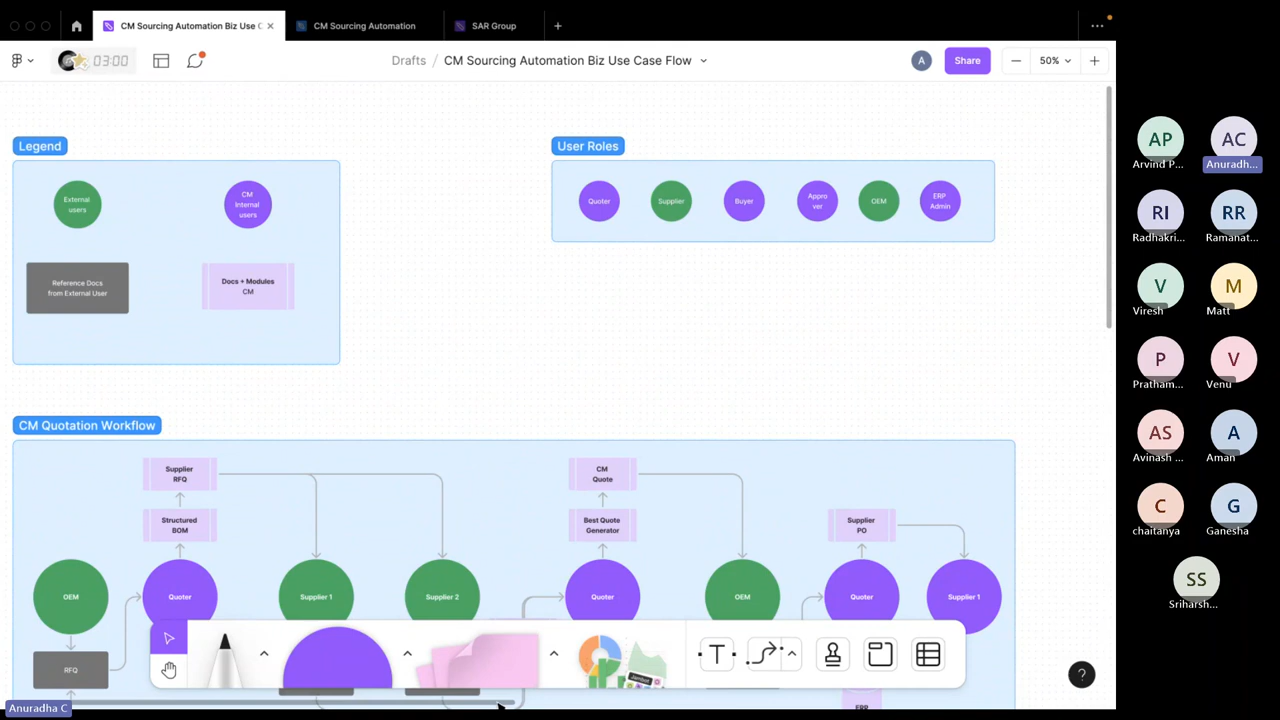 CM Sourcing Automation Biz Use C
CM Sourcing Automation
SAR Group
03:00
Drafts
CM Sourcing Automation Biz Use Case Flow
A
Share
50%
Legend
External
users
CM
Internal
users
Reference Docs
from External User
Docs + Modules
CM
User Roles
Quoter
Supplier
Buyer
Appro
ver
OEM
ERP
Admin
CM Quotation Workflow
Supplier
RFQ
Structured
BOM
CM
Quote
Best Quote
Generator
Supplier
PO
OEM
Quoter
Supplier 1
Supplier 2
Quoter
OEM
Quoter
Supplier 1
RFQ
ERP
T
Jambot
?
Anuradha C
AP
Arvind P...
AC
Anuradh...
RI
Radhakri...
RR
Ramanat...
V
Viresh
M
Matt
P
Pratham...
V
Venu
AS
Avinash ...
A
Aman
C
chaitanya
G
Ganesha
SS
Sriharsh...